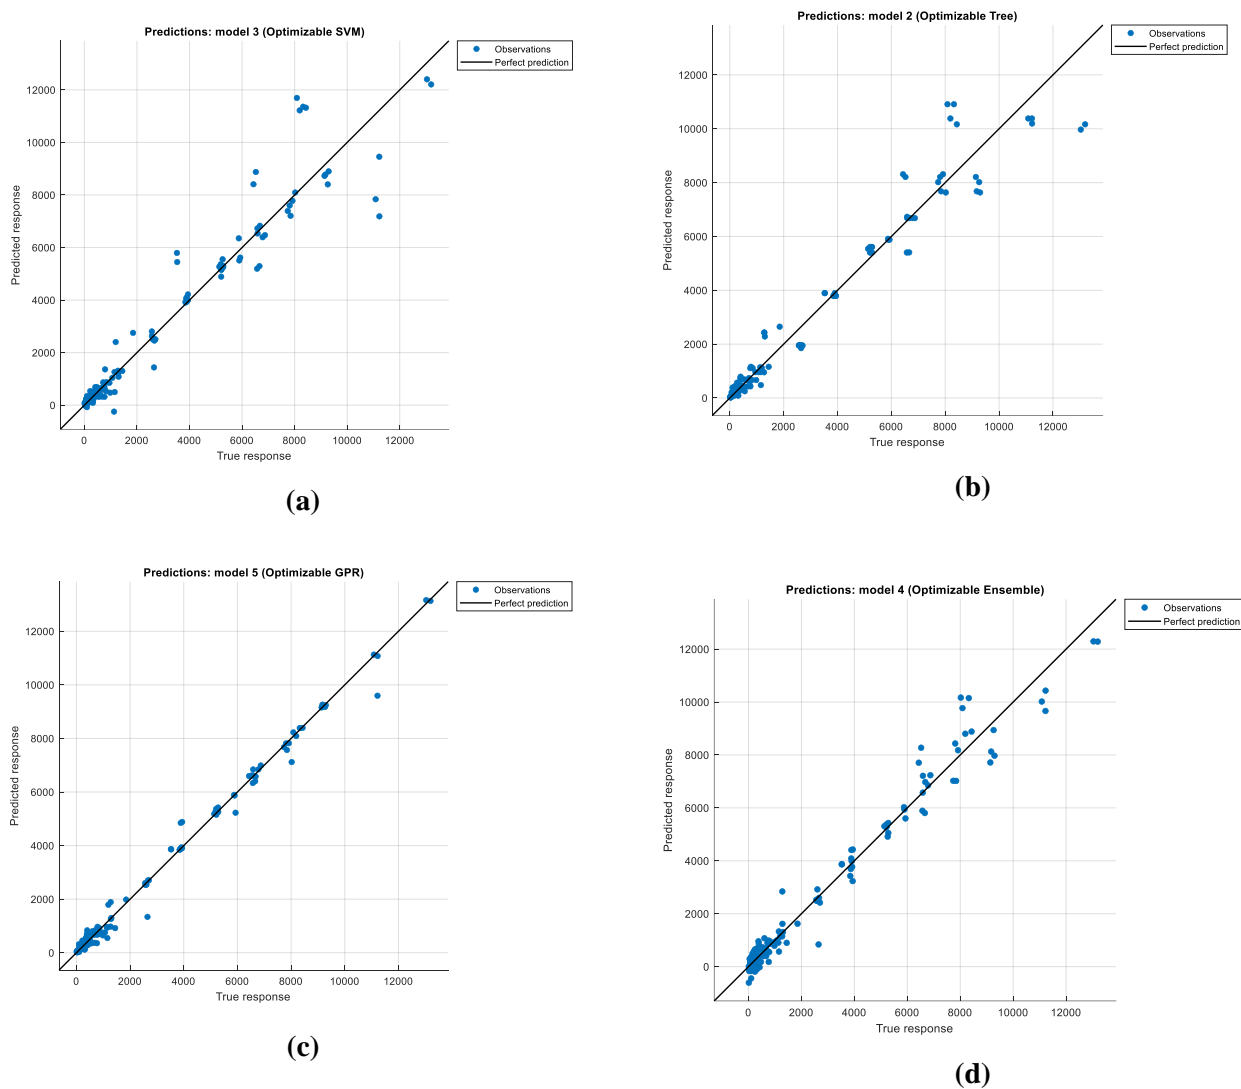 Predictions: model 3 (Optimizable SVM)
Observations
Perfect prediction
12000
10000
8000
6000
4000
2000
0
Predicted response
0 2000 4000 6000 8000 10000 12000
True response
(a)
Predictions: model 2 (Optimizable Tree)
Observations
Perfect prediction
12000
10000
8000
6000
4000
2000
0
Predicted response
0 2000 4000 6000 8000 10000 12000
True response
(b)
Predictions: model 5 (Optimizable GPR)
Observations
Perfect prediction
12000
10000
8000
6000
4000
2000
0
Predicted response
0 2000 4000 6000 8000 10000 12000
True response
(c)
Predictions: model 4 (Optimizable Ensemble)
Observations
Perfect prediction
12000
10000
8000
6000
4000
2000
0
Predicted response
0 2000 4000 6000 8000 10000 12000
True response
(d)